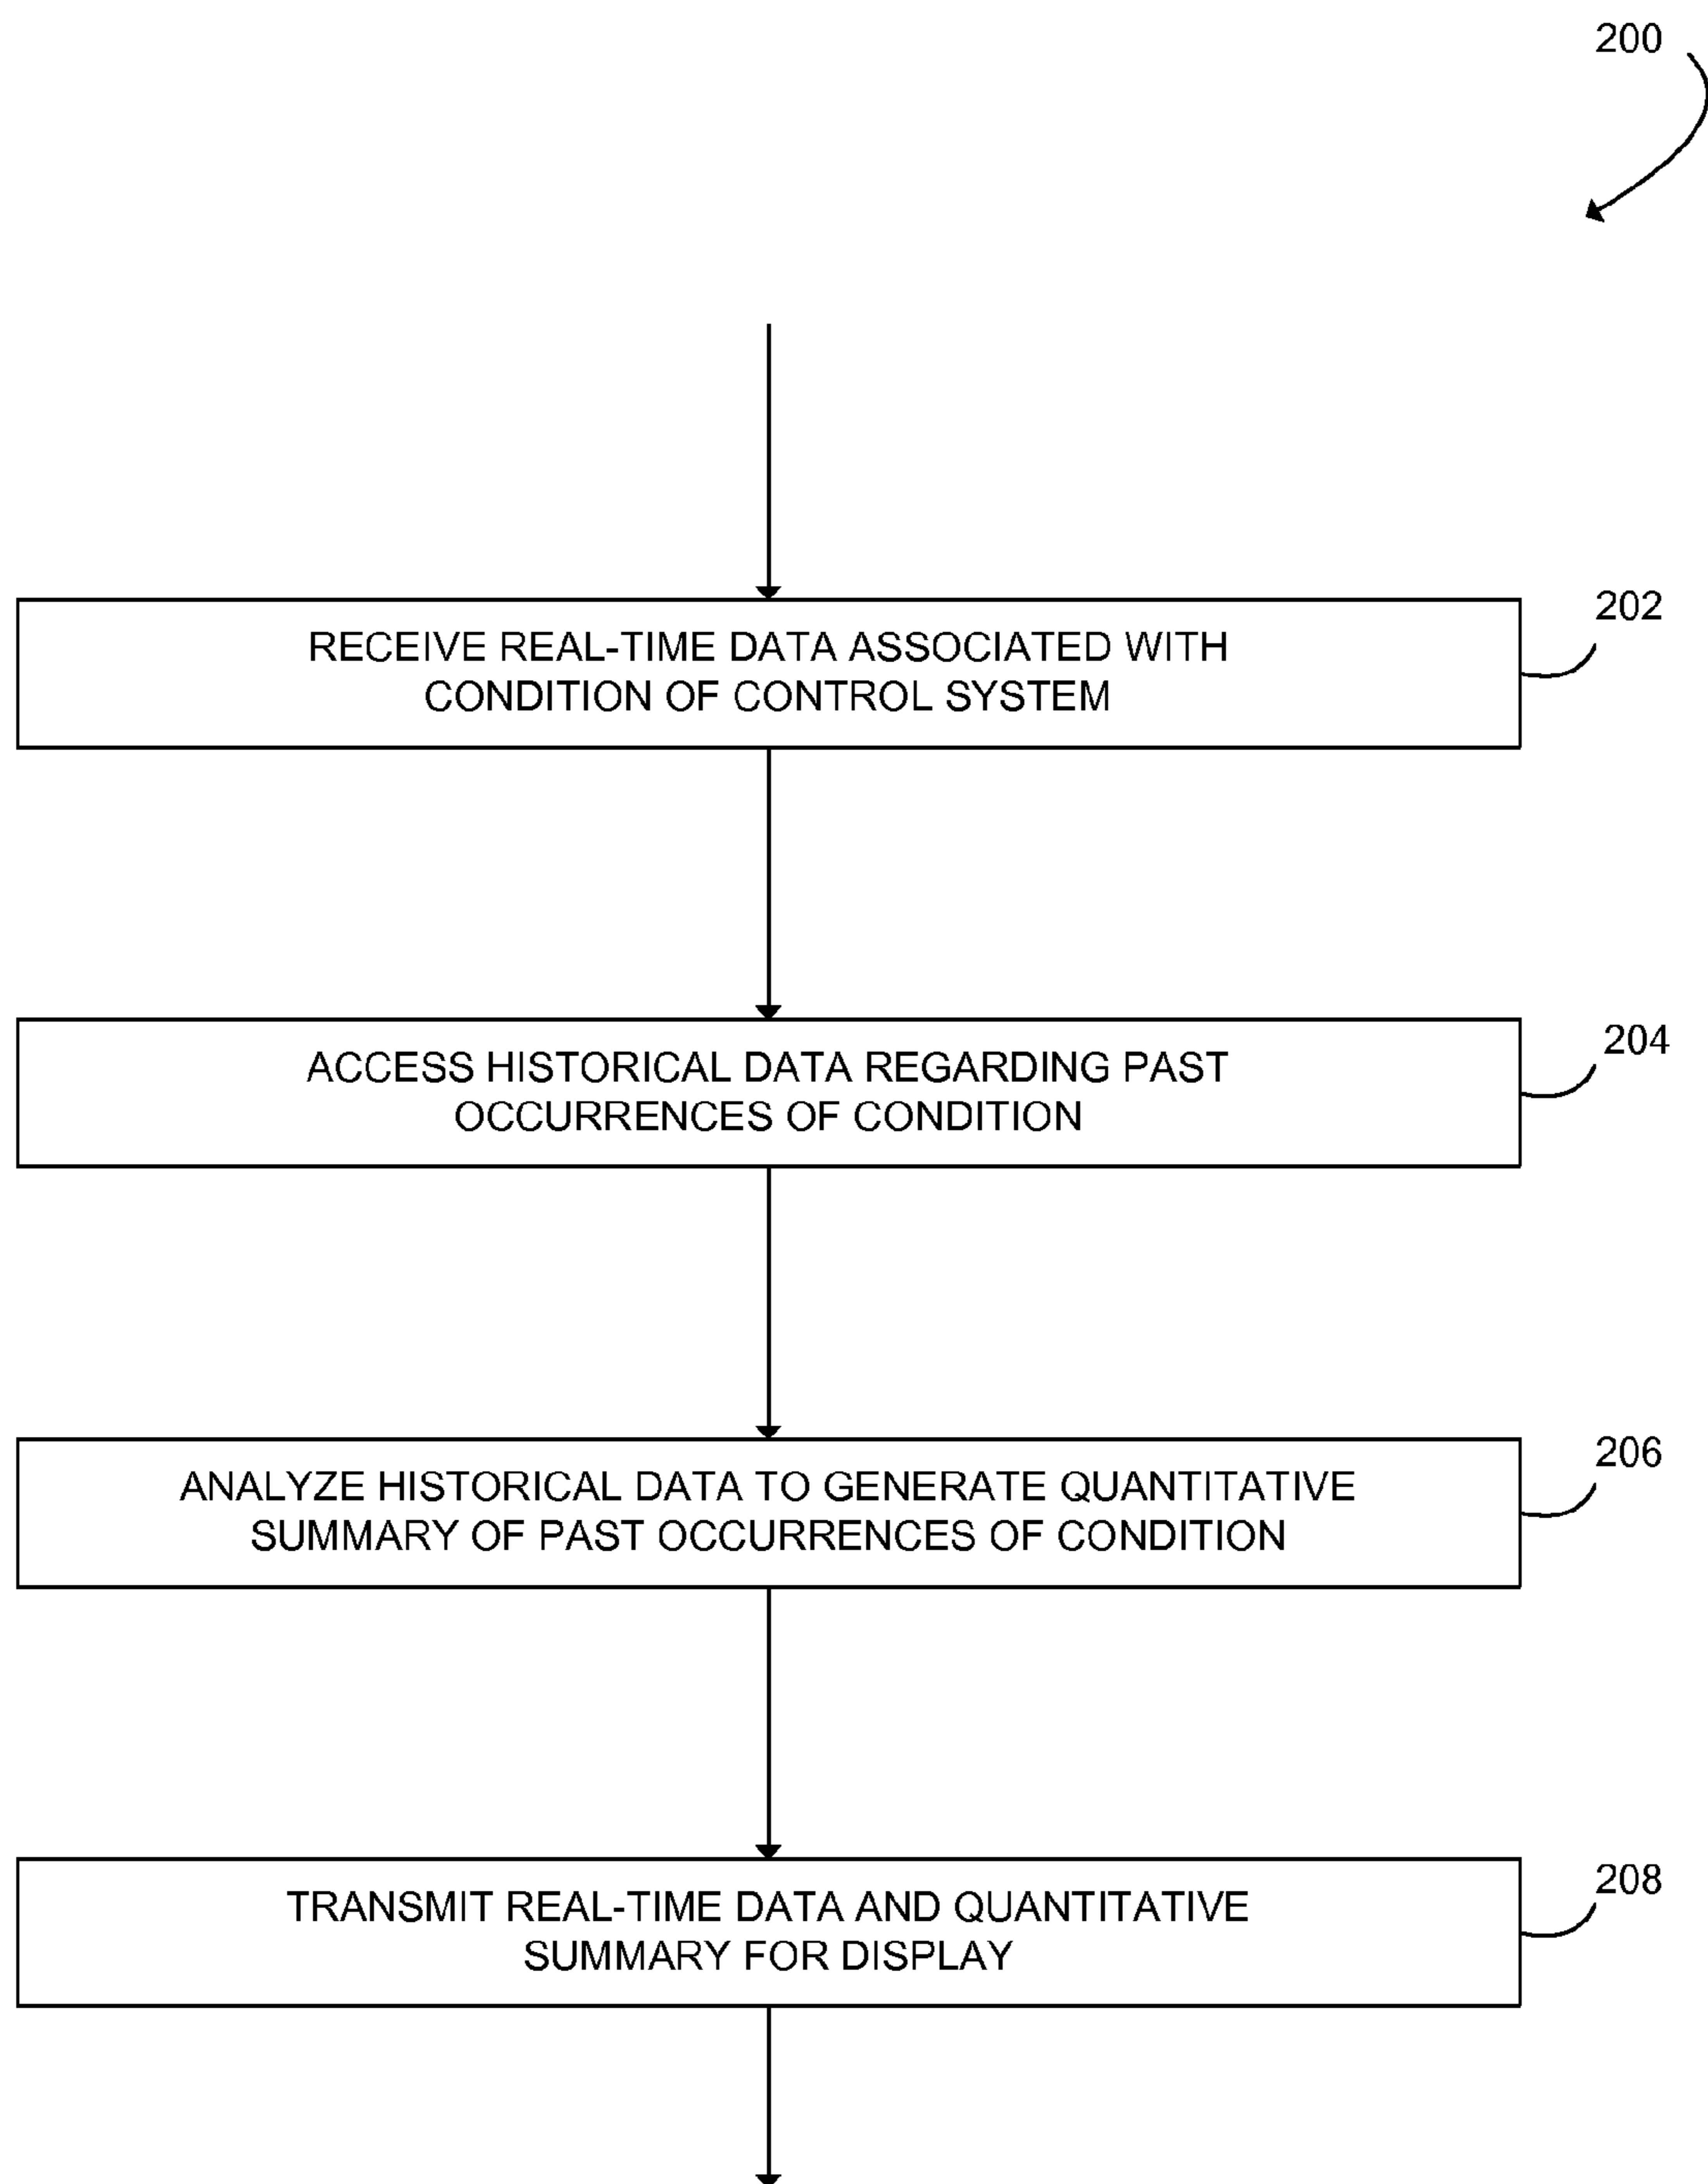 200
RECEIVE REAL-TIME DATA ASSOCIATED WITH
CONDITION OF CONTROL SYSTEM
202
ACCESS HISTORICAL DATA REGARDING PAST
OCCURRENCES OF CONDITION
204
ANALYZE HISTORICAL DATA TO GENERATE QUANTITATIVE
SUMMARY OF PAST OCCURRENCES OF CONDITION
206
TRANSMIT REAL-TIME DATA AND QUANTITATIVE
SUMMARY FOR DISPLAY
208